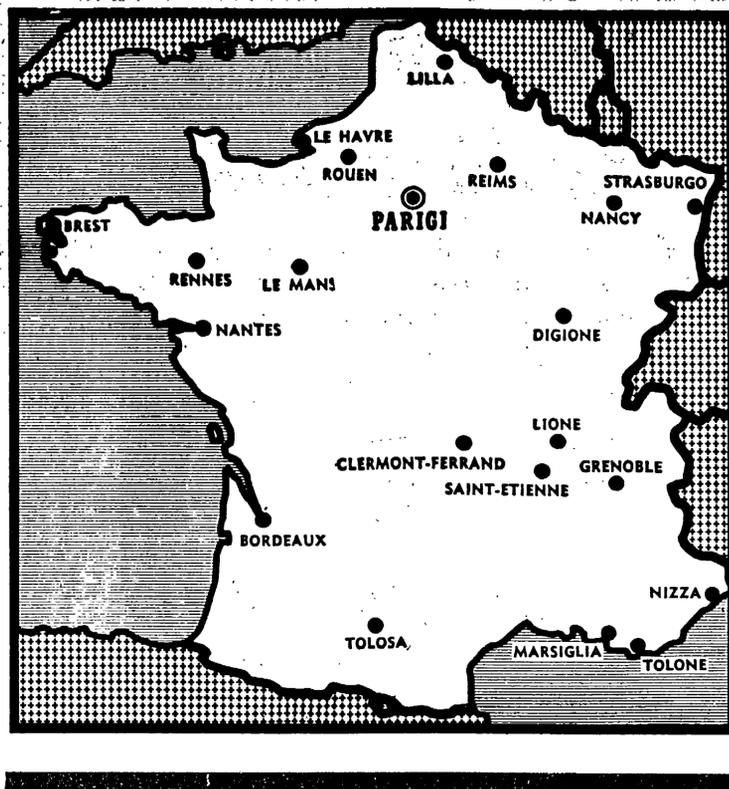 LILLA
LE HAVRE
ROUEN
REIMS
STRASBURGO
NANCY
PARIGI
BREST
RENNES
LE MANS
NANTES
DIGIONE
LIONE
CLERMONT-FERRAND
GRENOBLE
SAINT-ETIENNE
BORDEAUX
NIZZA
TOLOSA
MARSIGLIA
TOLONE